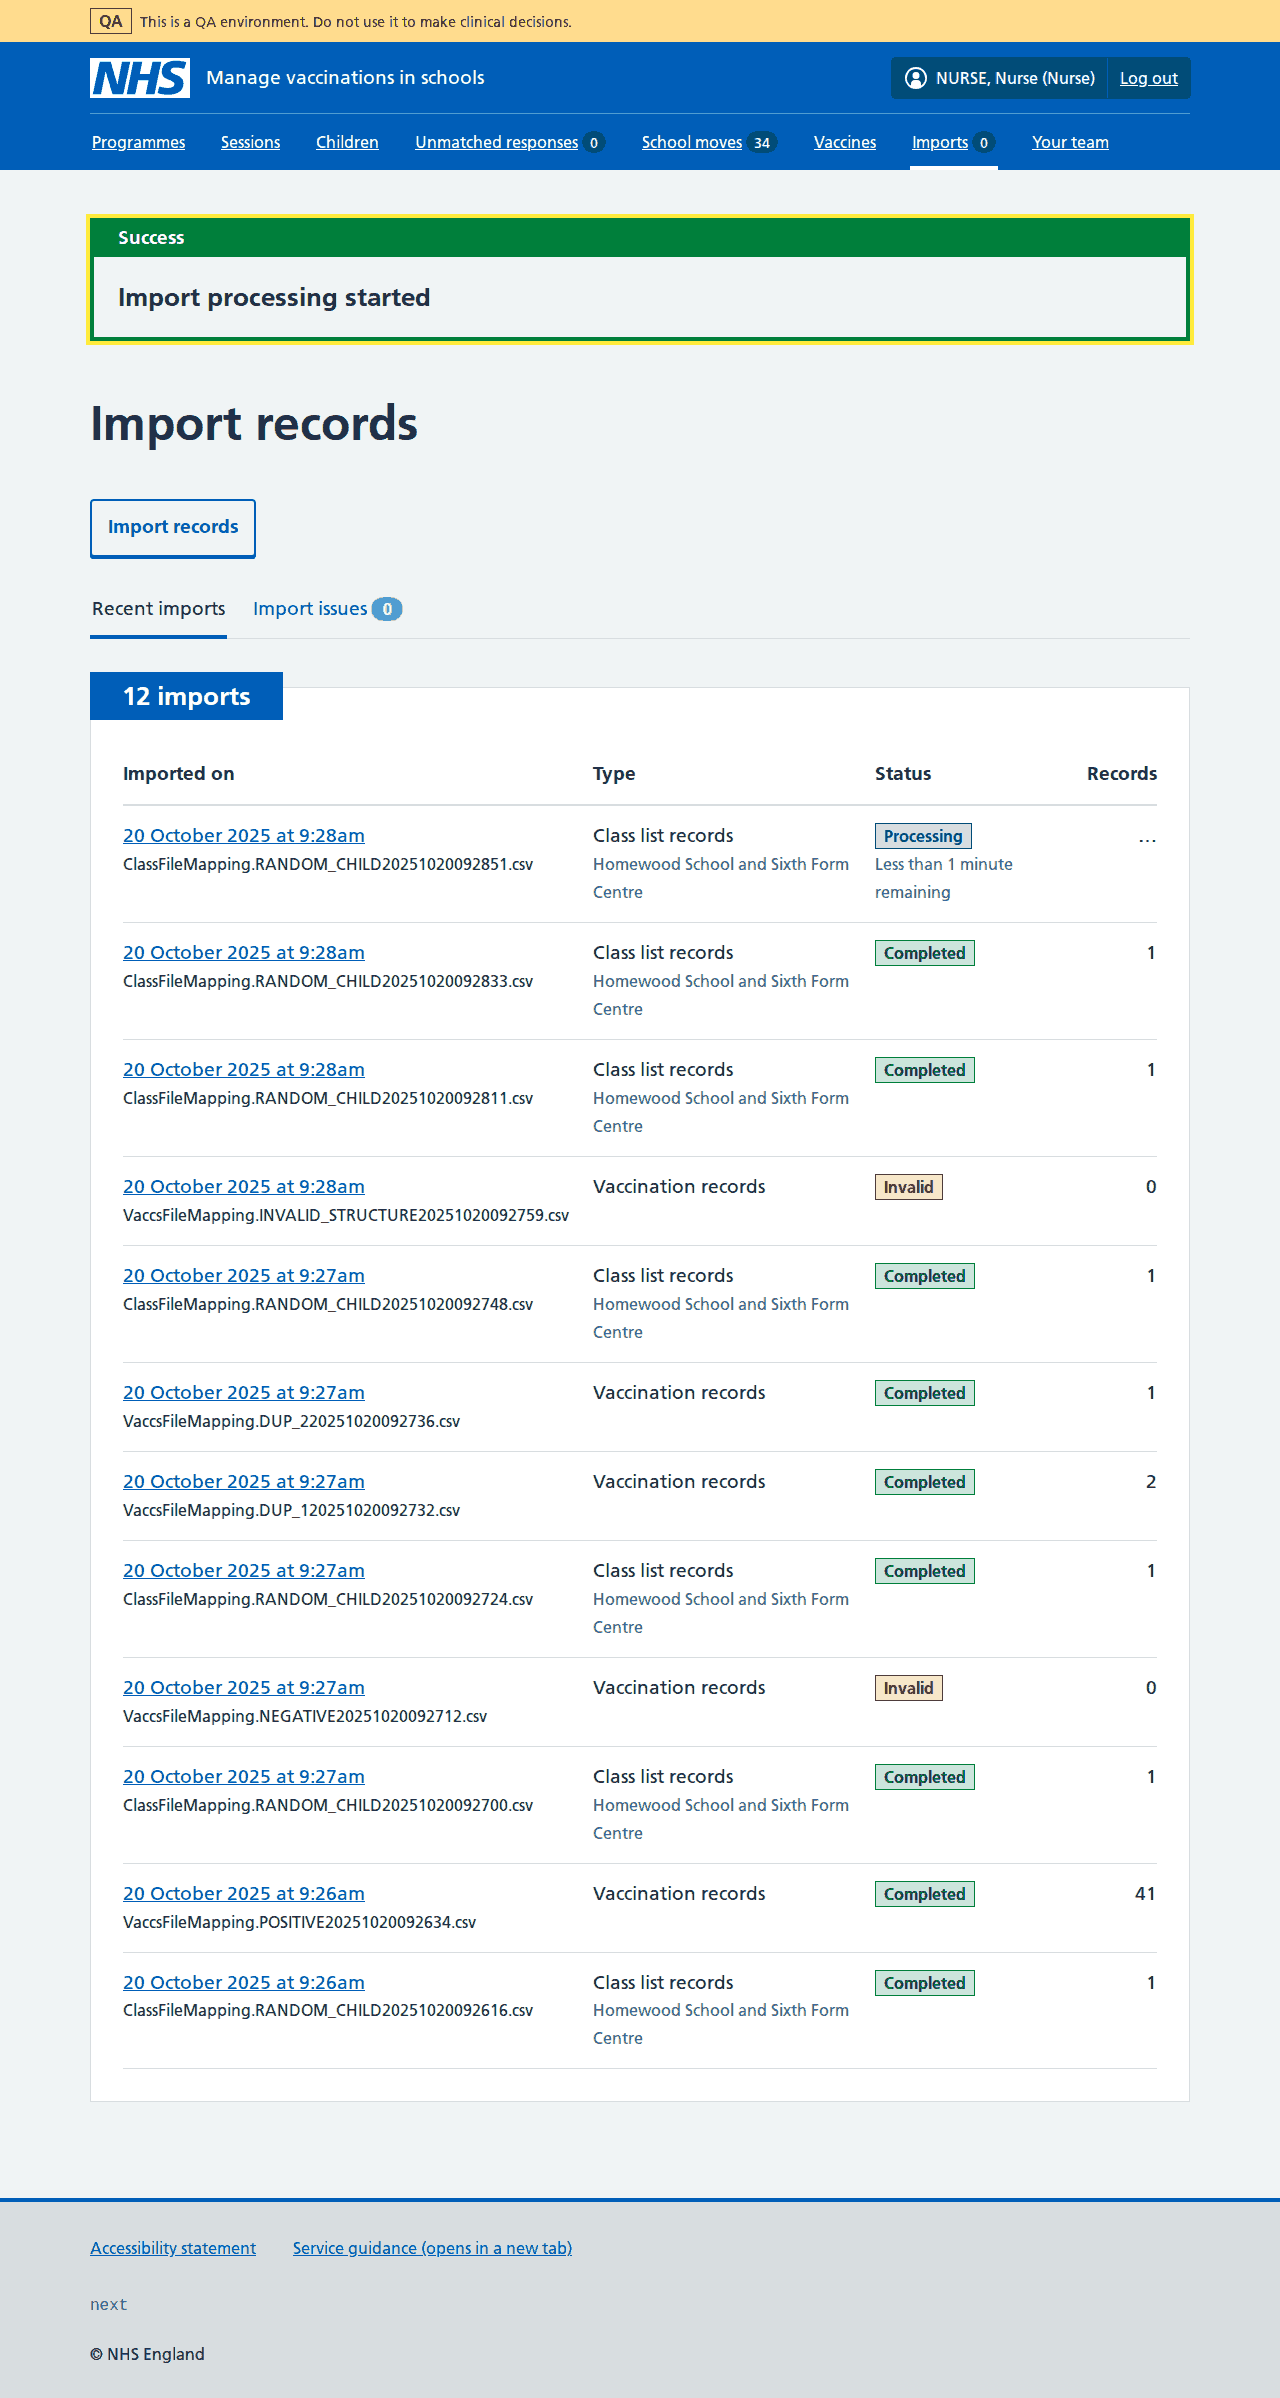 QA This is a QA environment. Do not use it to make clinical decisions.
NHS Manage vaccinations in schools NURSE, Nurse (Nurse) Log out
Programmes Sessions Children Unmatched responses 0 School moves 34 Vaccines Imports 0 Your team
Success
Import processing started
Import records
Import records
Recent imports Import issues 0
12 imports
Imported on Type Status Records
20 October 2025 at 9:28am Class list records Processing ...
ClassFileMapping.RANDOM_CHILD20251020092851.csv Homewood School and Sixth Form Less than 1 minute
Centre remaining
20 October 2025 at 9:28am Class list records Completed 1
ClassFileMapping.RANDOM_CHILD20251020092833.csv Homewood School and Sixth Form
Centre
20 October 2025 at 9:28am Class list records Completed 1
ClassFileMapping.RANDOM_CHILD20251020092811.csv Homewood School and Sixth Form
Centre
20 October 2025 at 9:28am Vaccination records Invalid 0
VaccsFileMapping.INVALID_STRUCTURE20251020092759.csv
20 October 2025 at 9:27am Class list records Completed 1
ClassFileMapping.RANDOM_CHILD20251020092748.csv Homewood School and Sixth Form
Centre
20 October 2025 at 9:27am Vaccination records Completed 1
VaccsFileMapping.DUP_220251020092736.csv
20 October 2025 at 9:27am Vaccination records Completed 2
VaccsFileMapping.DUP_120251020092732.csv
20 October 2025 at 9:27am Class list records Completed 1
ClassFileMapping.RANDOM_CHILD20251020092724.csv Homewood School and Sixth Form
Centre
20 October 2025 at 9:27am Vaccination records Invalid 0
VaccsFileMapping.NEGATIVE20251020092712.csv
20 October 2025 at 9:27am Class list records Completed 1
ClassFileMapping.RANDOM_CHILD20251020092700.csv Homewood School and Sixth Form
Centre
20 October 2025 at 9:26am Vaccination records Completed 41
VaccsFileMapping.POSITIVE20251020092634.csv
20 October 2025 at 9:26am Class list records Completed 1
ClassFileMapping.RANDOM_CHILD20251020092616.csv Homewood School and Sixth Form
Centre
Accessibility statement Service guidance (opens in a new tab)
next
© NHS England